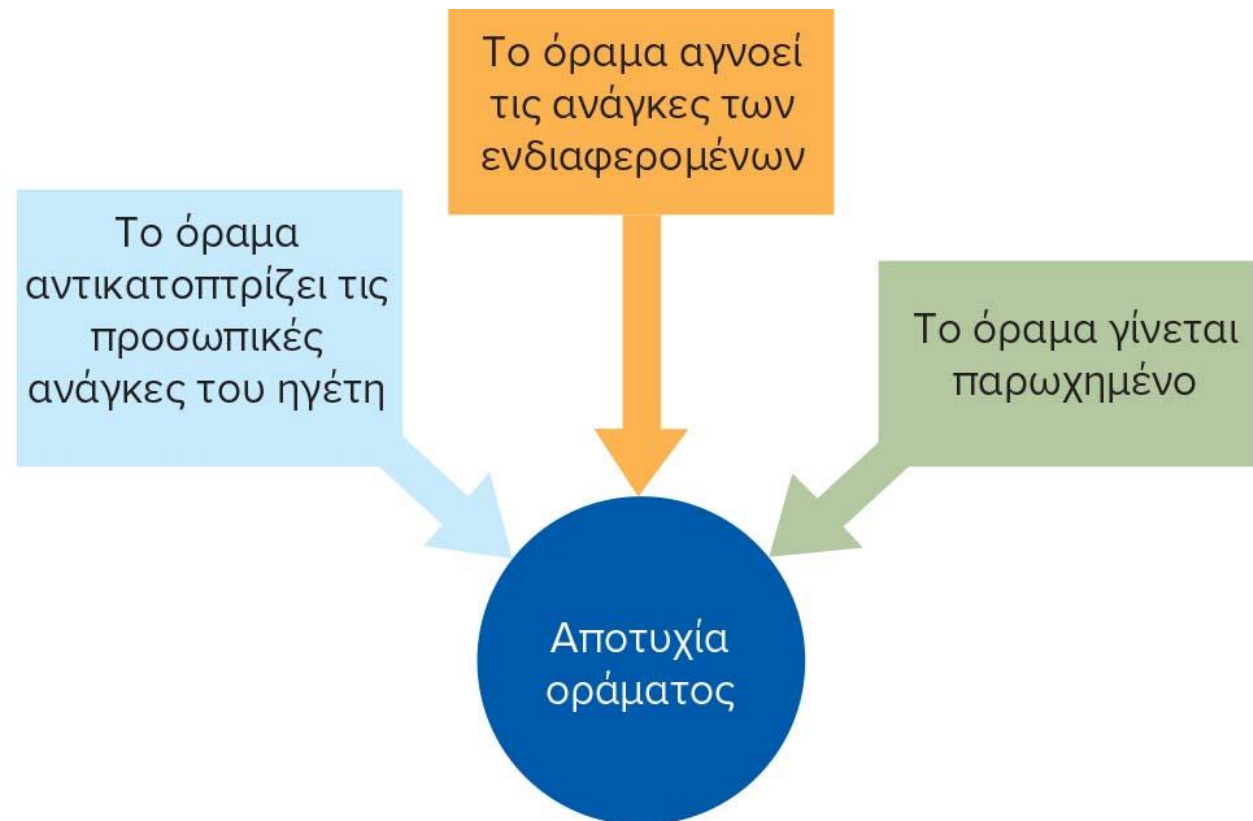 Το όραμα
αντικατοπτρίζει τις
προσωπικές
ανάγκες του ηγέτη
Το όραμα αγνοεί
τις ανάγκες των
ενδιαφερομένων
Το όραμα γίνεται
παρωχημένο
Αποτυχία
οράματος